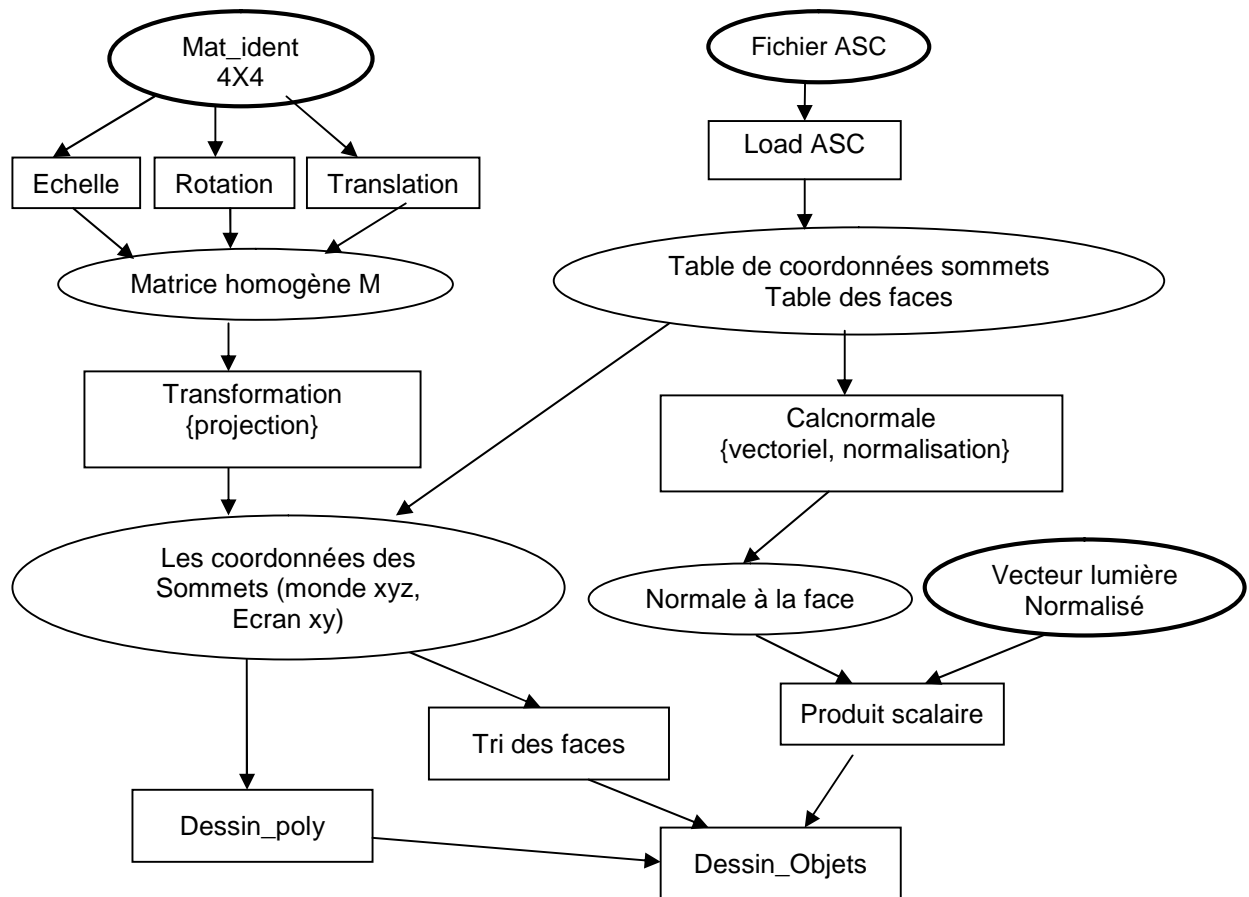 Mat_ident
4X4
Fichier ASC
Load ASC
Echelle
Rotation
Translation
Matrice homogène M
Table de coordonnées sommets
Table des faces
Transformation
{projection}
Calcnormale
{vectoriel, normalisation}
Les coordonnées des
Sommets (monde xyz,
Ecran xy)
Normale à la face
Vecteur lumière
Normalisé
Produit scalaire
Tri des faces
Dessin_poly
Dessin_Objets